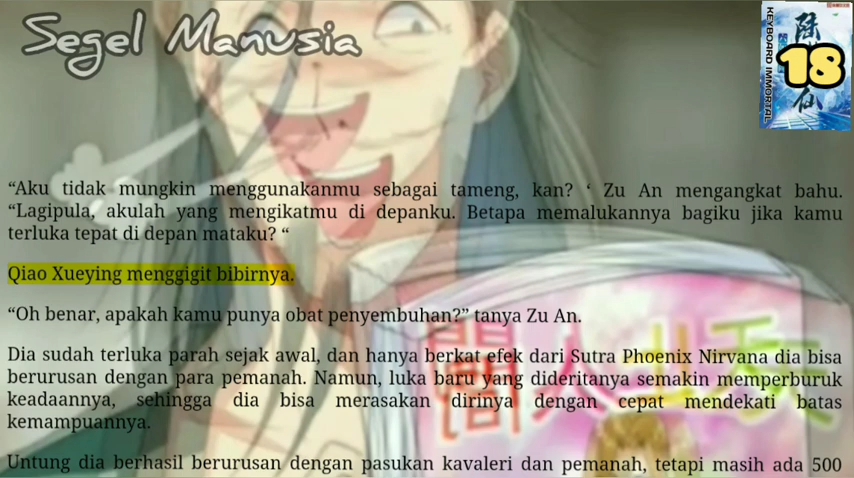 Segel Manusia
KEYBOARD IMMORTAL
18
“Aku tidak mungkin menggunakanmu sebagai tameng, kan? ‘ Zu An mengangkat bahu.
“Lagipula, akulah yang mengikatmu di depanku. Betapa memalukannya bagiku jika kamu
terluka tepat di depan mataku? “
Qiao Xueying menggigit bibirnya.
“Oh benar, apakah kamu punya obat penyembuhan?” tanya Zu An.
Dia sudah terluka parah sejak awal, dan hanya berkat efek dari Sutra Phoenix Nirvana dia bisa
berurusan dengan para pemanah. Namun, luka baru yang dideritanya semakin memperburuk
keadaannya, sehingga dia bisa merasakan dirinya dengan cepat mendekati batas
kemampuannya.
Untung dia berhasil berurusan dengan pasukan kavaleri dan pemanah, tetapi masih ada 500